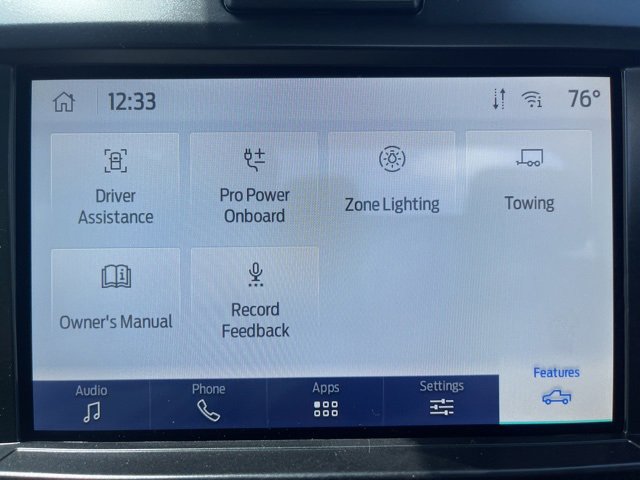 12:33
76°
Driver
Assistance
Pro Power
Onboard
Zone Lighting
Towing
Owner's Manual
Record
Feedback
Audio
Phone
Apps
Settings
Features